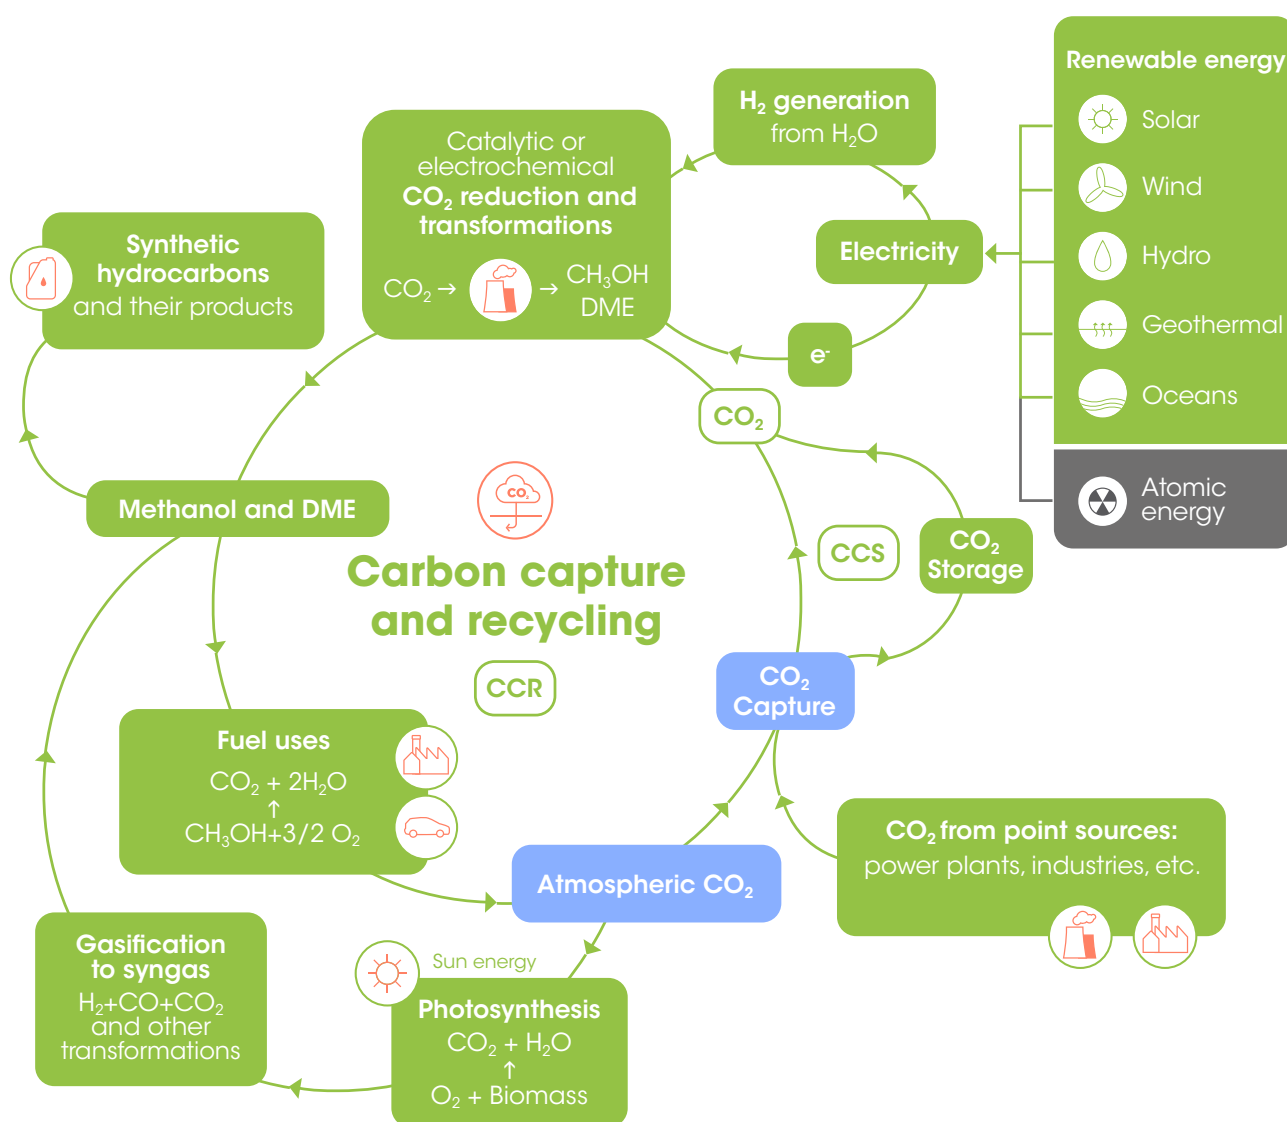 Renewable energy
Solar
Wind
Hydro
Geothermal
Oceans
Atomic
energy
H₂ generation
from H₂O
Electricity
e⁻
Catalytic or
electrochemical
CO₂ reduction and
transformations
CO₂ → → CH₃OH
DME
Synthetic
hydrocarbons
and their products
CO₂
Methanol and DME
CO₂
Carbon capture
and recycling
CCR
CCS
CO₂
Storage
CO₂
Capture
Fuel uses
CO₂ + 2H₂O
↑
CH₃OH+3/2 O₂
CO₂ from point sources:
power plants, industries, etc.
Atmospheric CO₂
Gasification
to syngas
H₂+CO+CO₂
and other
transformations
Sun energy
Photosynthesis
CO₂ + H₂O
↑
O₂ + Biomass